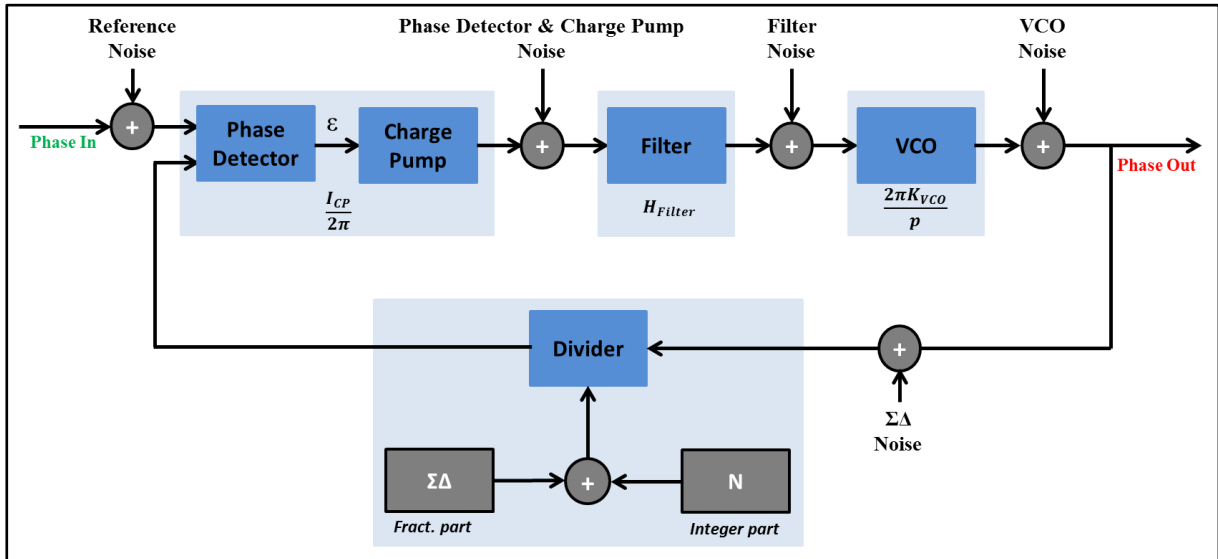 Reference
Noise
Phase Detector & Charge Pump
Noise
Filter
Noise
VCO
Noise
Phase In
+
Phase
Detector
ε
Charge
Pump
+
Filter
+
VCO
+
Phase Out
I_CP
2π
H_Filter
2πK_VCO
p
Divider
+
ΣΔ
Noise
ΣΔ
+
N
Fract. part
Integer part